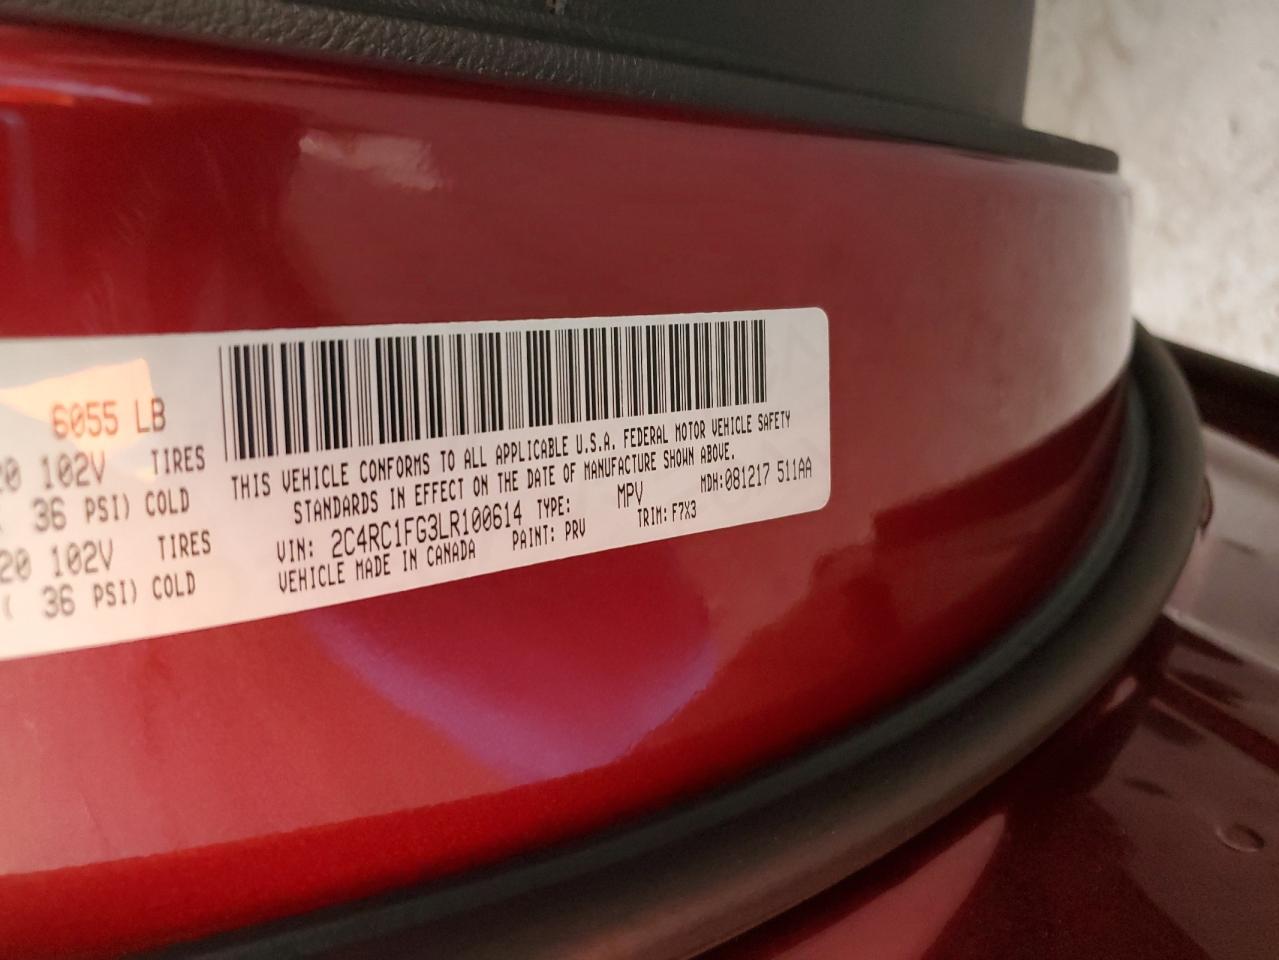 6055 LB
20 102V TIRES
36 PSI) COLD
20 102V TIRES
( 36 PSI) COLD
THIS VEHICLE CONFORMS TO ALL APPLICABLE U.S.A. FEDERAL MOTOR VEHICLE SAFETY
STANDARDS IN EFFECT ON THE DATE OF MANUFACTURE SHOWN ABOVE.
VIN: 2C4RC1FG3LR100614 TYPE: MPV MDH:081217 511AA
VEHICLE MADE IN CANADA PAINT: PRV TRIM: F7X3